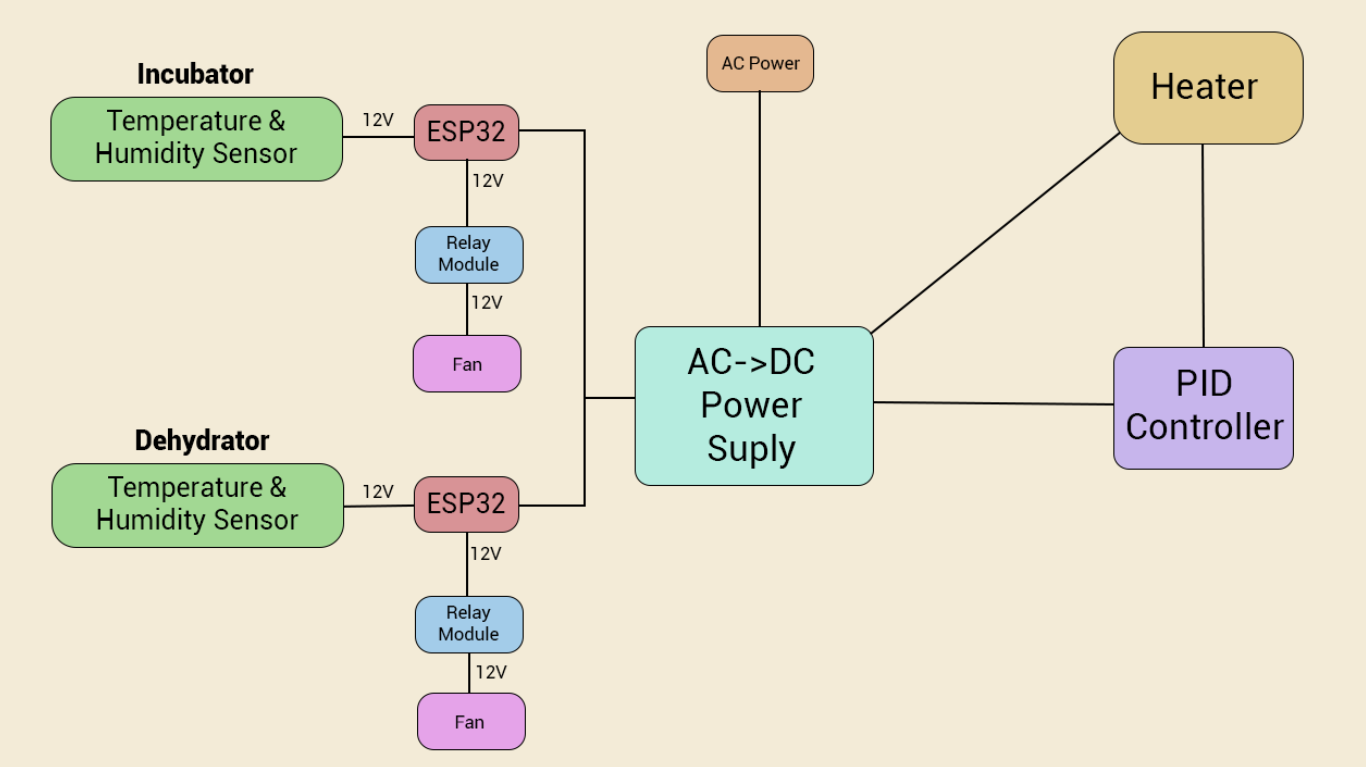 Incubator
Temperature &
Humidity Sensor
12V
ESP32
12V
Relay
Module
12V
Fan
Dehydrator
Temperature &
Humidity Sensor
12V
ESP32
12V
Relay
Module
12V
Fan
AC Power
AC->DC
Power
Suply
Heater
PID
Controller